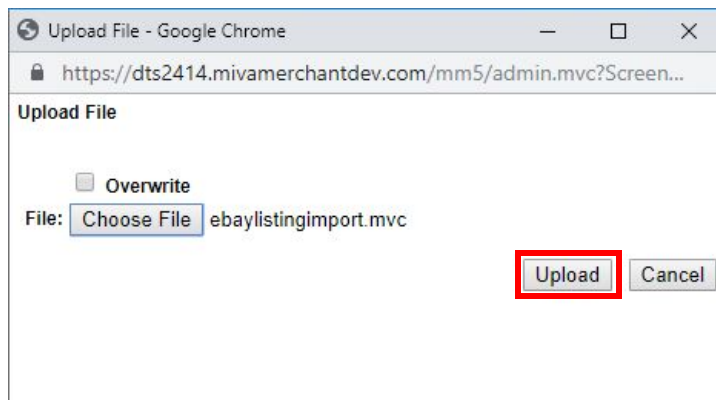 Upload File - Google Chrome
https://dts2414.mivamerchantdev.com/mm5/admin.mvc?Screen...
Upload File
Overwrite
File: Choose File ebaylistingimport.mvc
Upload Cancel